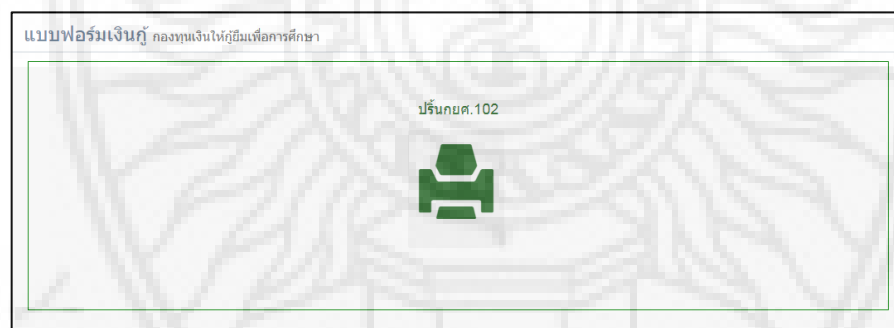 แบบฟอร์มเงินกู้ กองทุนเงินให้กู้ยืมเพื่อการศึกษา
ปริ้นกยศ.102